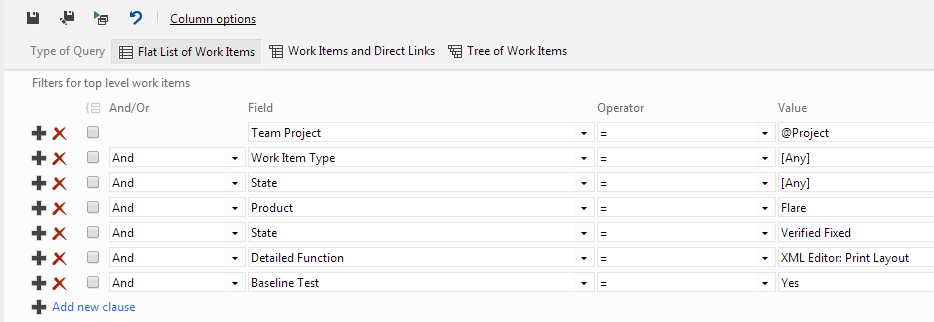 Column options
Type of Query Flat List of Work Items Work Items and Direct Links Tree of Work Items
Filters for top level work items
And/Or Field Operator Value
Team Project = @Project
And Work Item Type = [Any]
And State = [Any]
And Product = Flare
And State = Verified Fixed
And Detailed Function = XML Editor: Print Layout
And Baseline Test = Yes
Add new clause